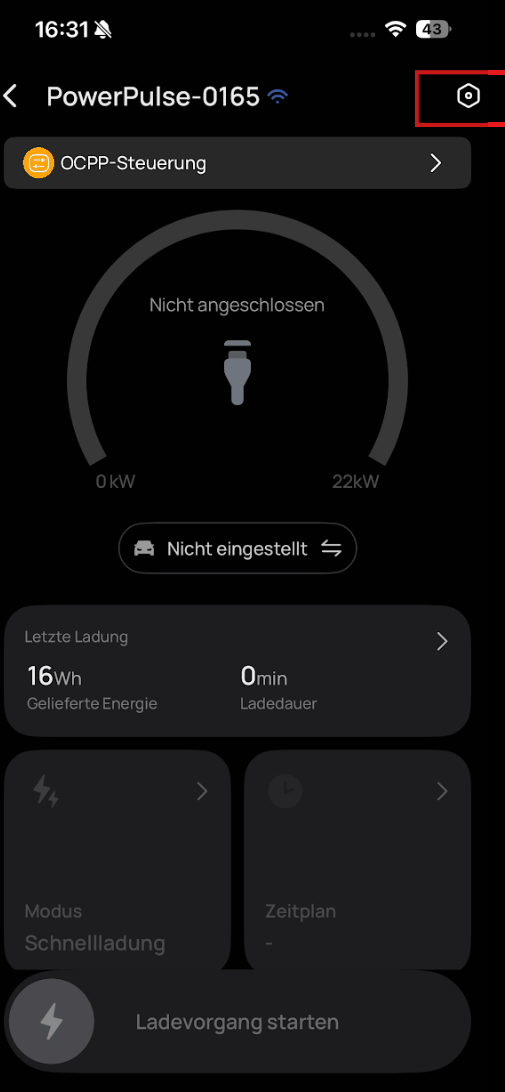 16:31
43
PowerPulse-0165
OCPP-Steuerung
Nicht angeschlossen
0 kW
22kW
Nicht eingestellt
Letzte Ladung
16Wh
0min
Gelieferte Energie
Ladedauer
Modus
Schnellladung
Zeitplan
-
Ladevorgang starten